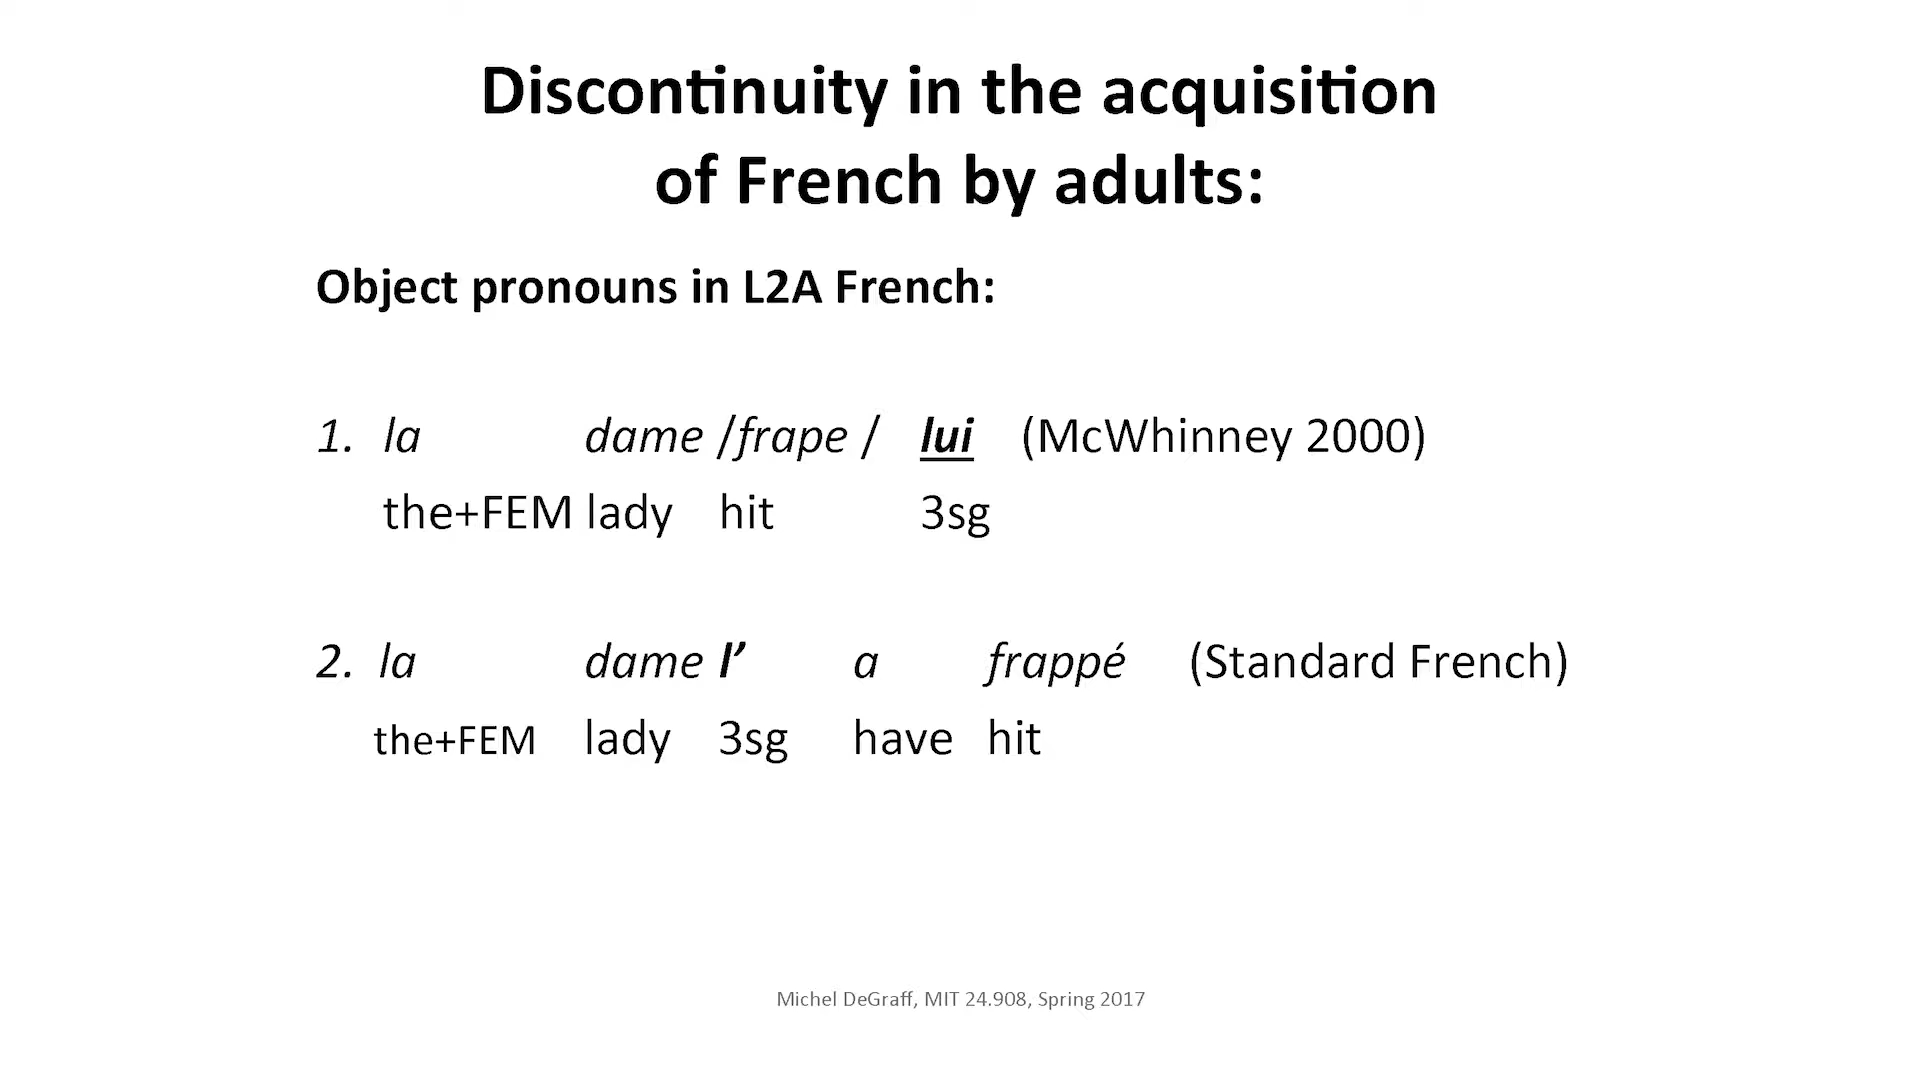 Discontinuity in the acquisition
of French by adults:
Object pronouns in L2A French:
1. la dame /frape / lui (McWhinney 2000)
the+FEM lady hit 3sg
2. la dame l’ a frappé (Standard French)
the+FEM lady 3sg have hit
Michel DeGraff, MIT 24.908, Spring 2017